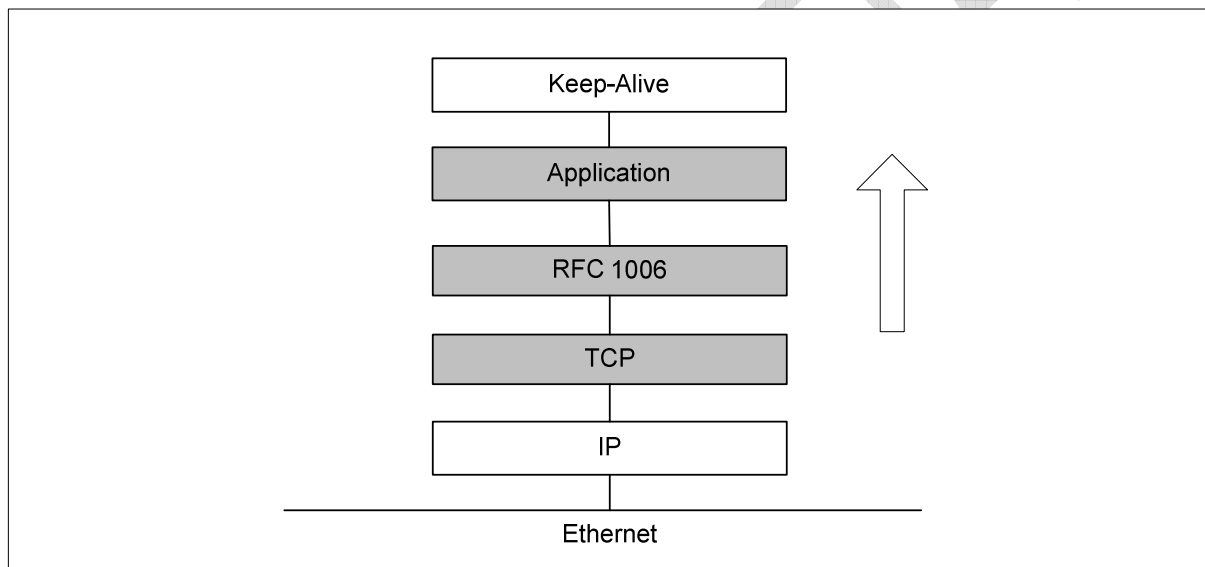 Keep-Alive
Application
RFC 1006
TCP
IP
Ethernet